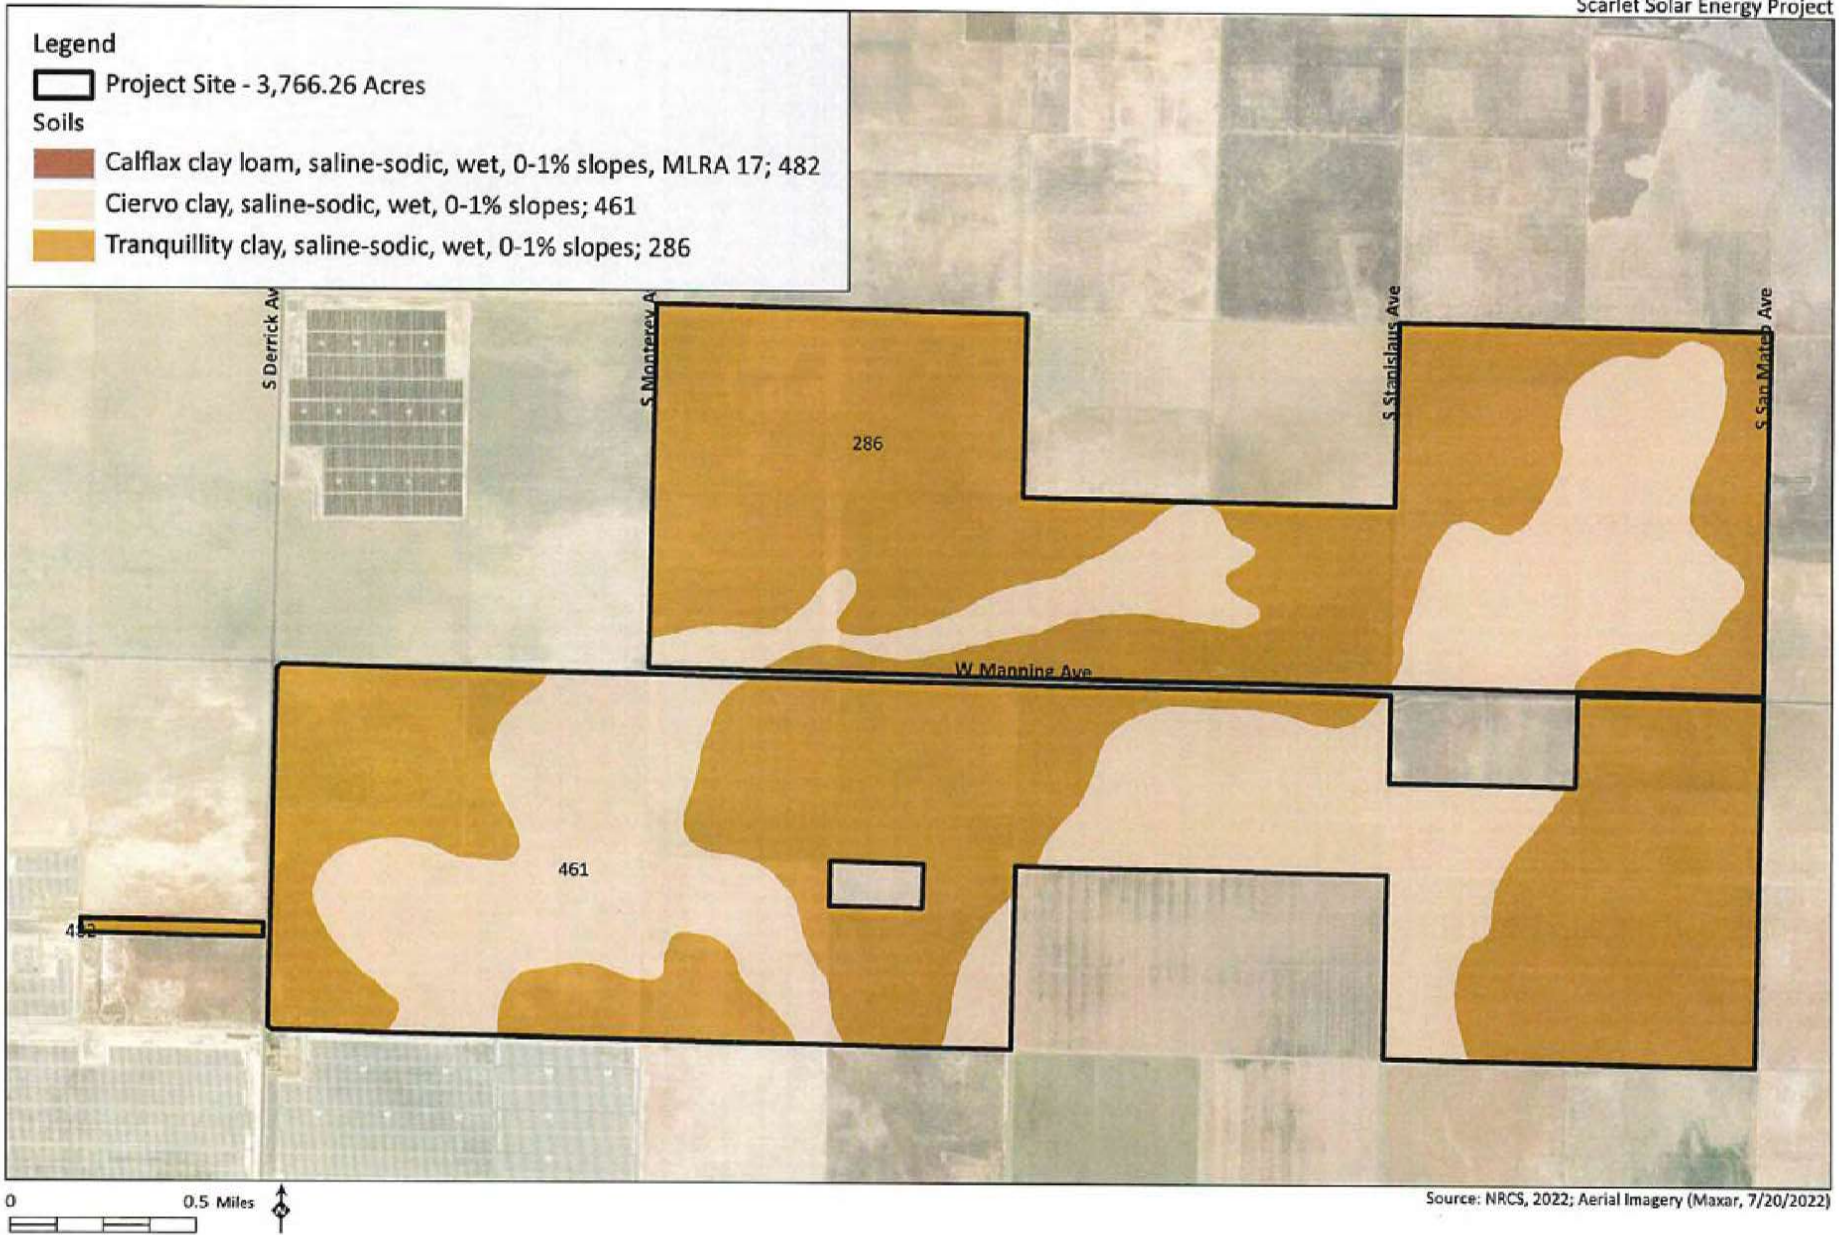 Scarlet Solar Energy Project
Legend
Project Site - 3,766.26 Acres
Soils
Calflax clay loam, saline-sodic, wet, 0-1% slopes, MLRA 17; 482
Ciervo clay, saline-sodic, wet, 0-1% slopes; 461
Tranquillity clay, saline-sodic, wet, 0-1% slopes; 286
S Derrick Av
S Monterey A
S Stanislaus Ave
S San Mateo Ave
286
W Manning Ave
461
482
0 0.5 Miles
N
Source: NRCS, 2022; Aerial Imagery (Maxar, 7/20/2022)